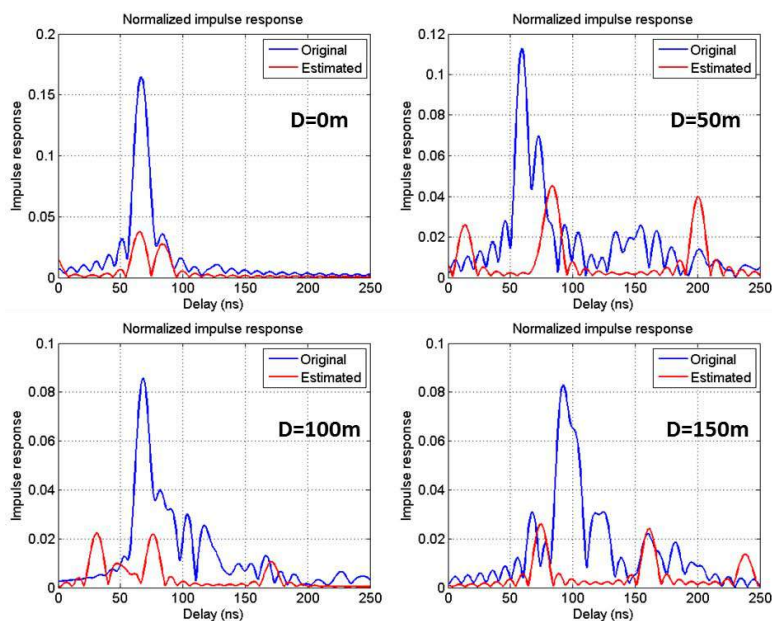 Normalized impulse response
0.2
0.15
0.1
0.05
0
Impulse response
Original
Estimated
D=0m
0 50 100 150 200 250
Delay (ns)
Normalized impulse response
0.12
0.1
0.08
0.06
0.04
0.02
0
Impulse response
Original
Estimated
D=50m
0 50 100 150 200 250
Delay (ns)
Normalized impulse response
0.1
0.08
0.06
0.04
0.02
0
Impulse response
Original
Estimated
D=100m
0 50 100 150 200 250
Delay (ns)
Normalized impulse response
0.1
0.08
0.06
0.04
0.02
0
Impulse response
Original
Estimated
D=150m
0 50 100 150 200 250
Delay (ns)